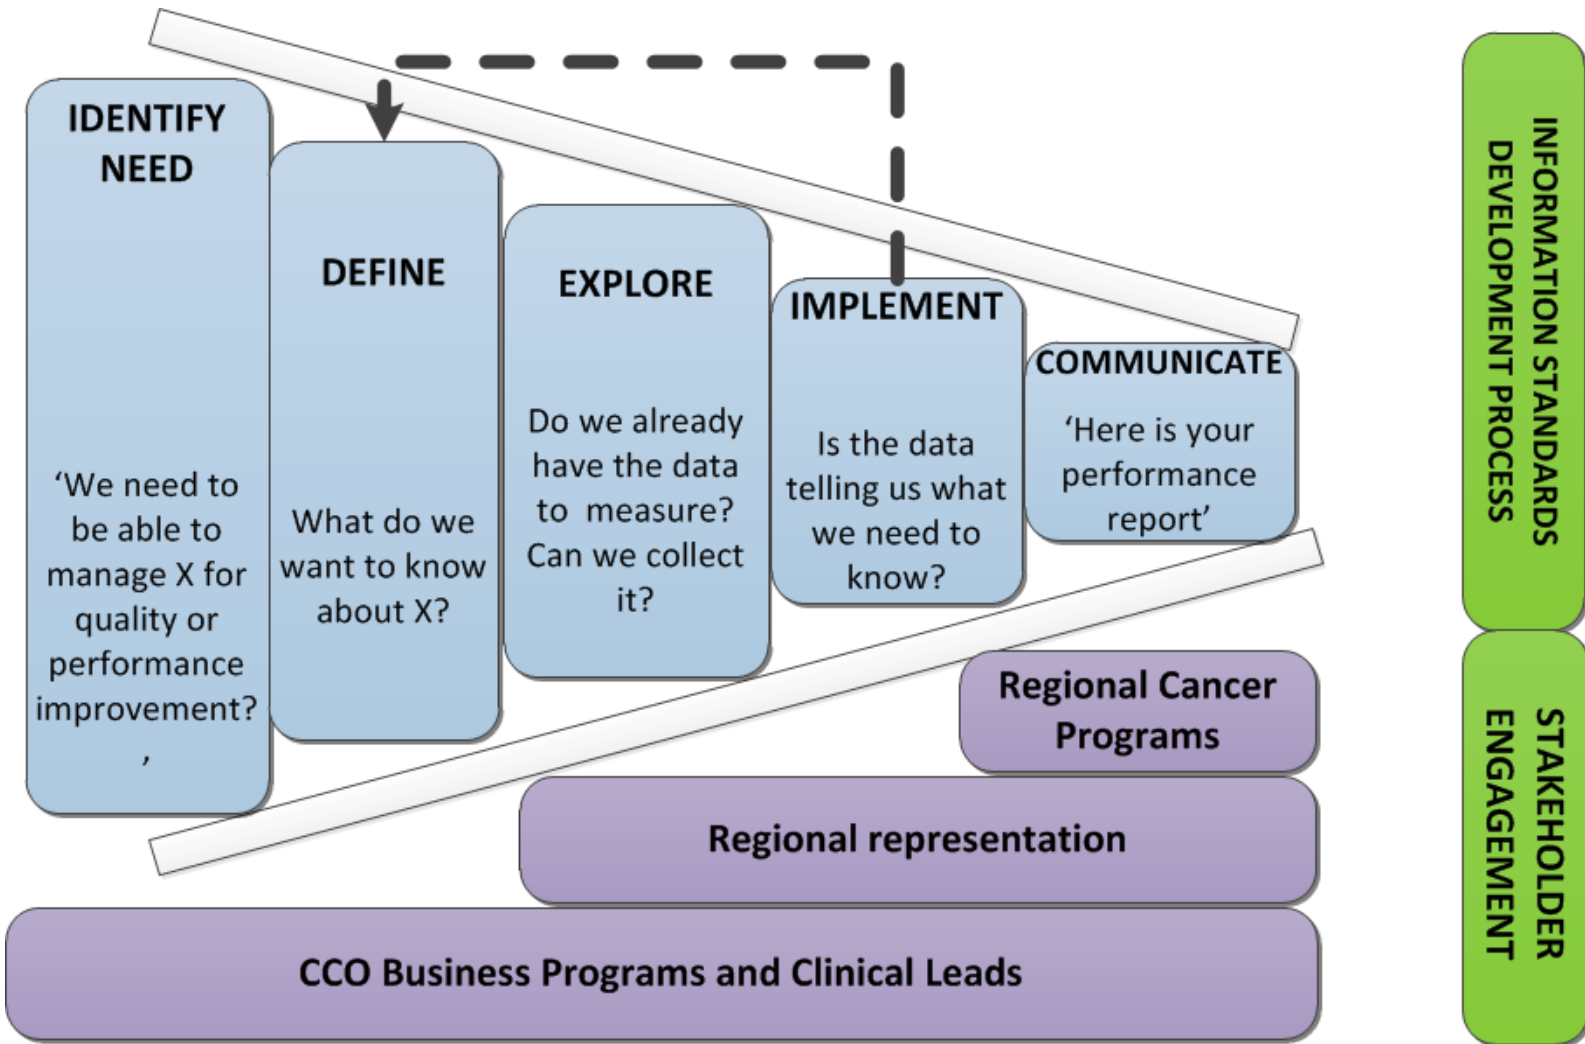 IDENTIFY
NEED
‘We need to
be able to
manage X for
quality or
performance
improvement?
’
DEFINE
What do we
want to know
about X?
EXPLORE
Do we already
have the data
to measure?
Can we collect
it?
IMPLEMENT
Is the data
telling us what
we need to
know?
COMMUNICATE
‘Here is your
performance
report’
Regional Cancer
Programs
Regional representation
CCO Business Programs and Clinical Leads
INFORMATION STANDARDS
DEVELOPMENT PROCESS
STAKEHOLDER
ENGAGEMENT